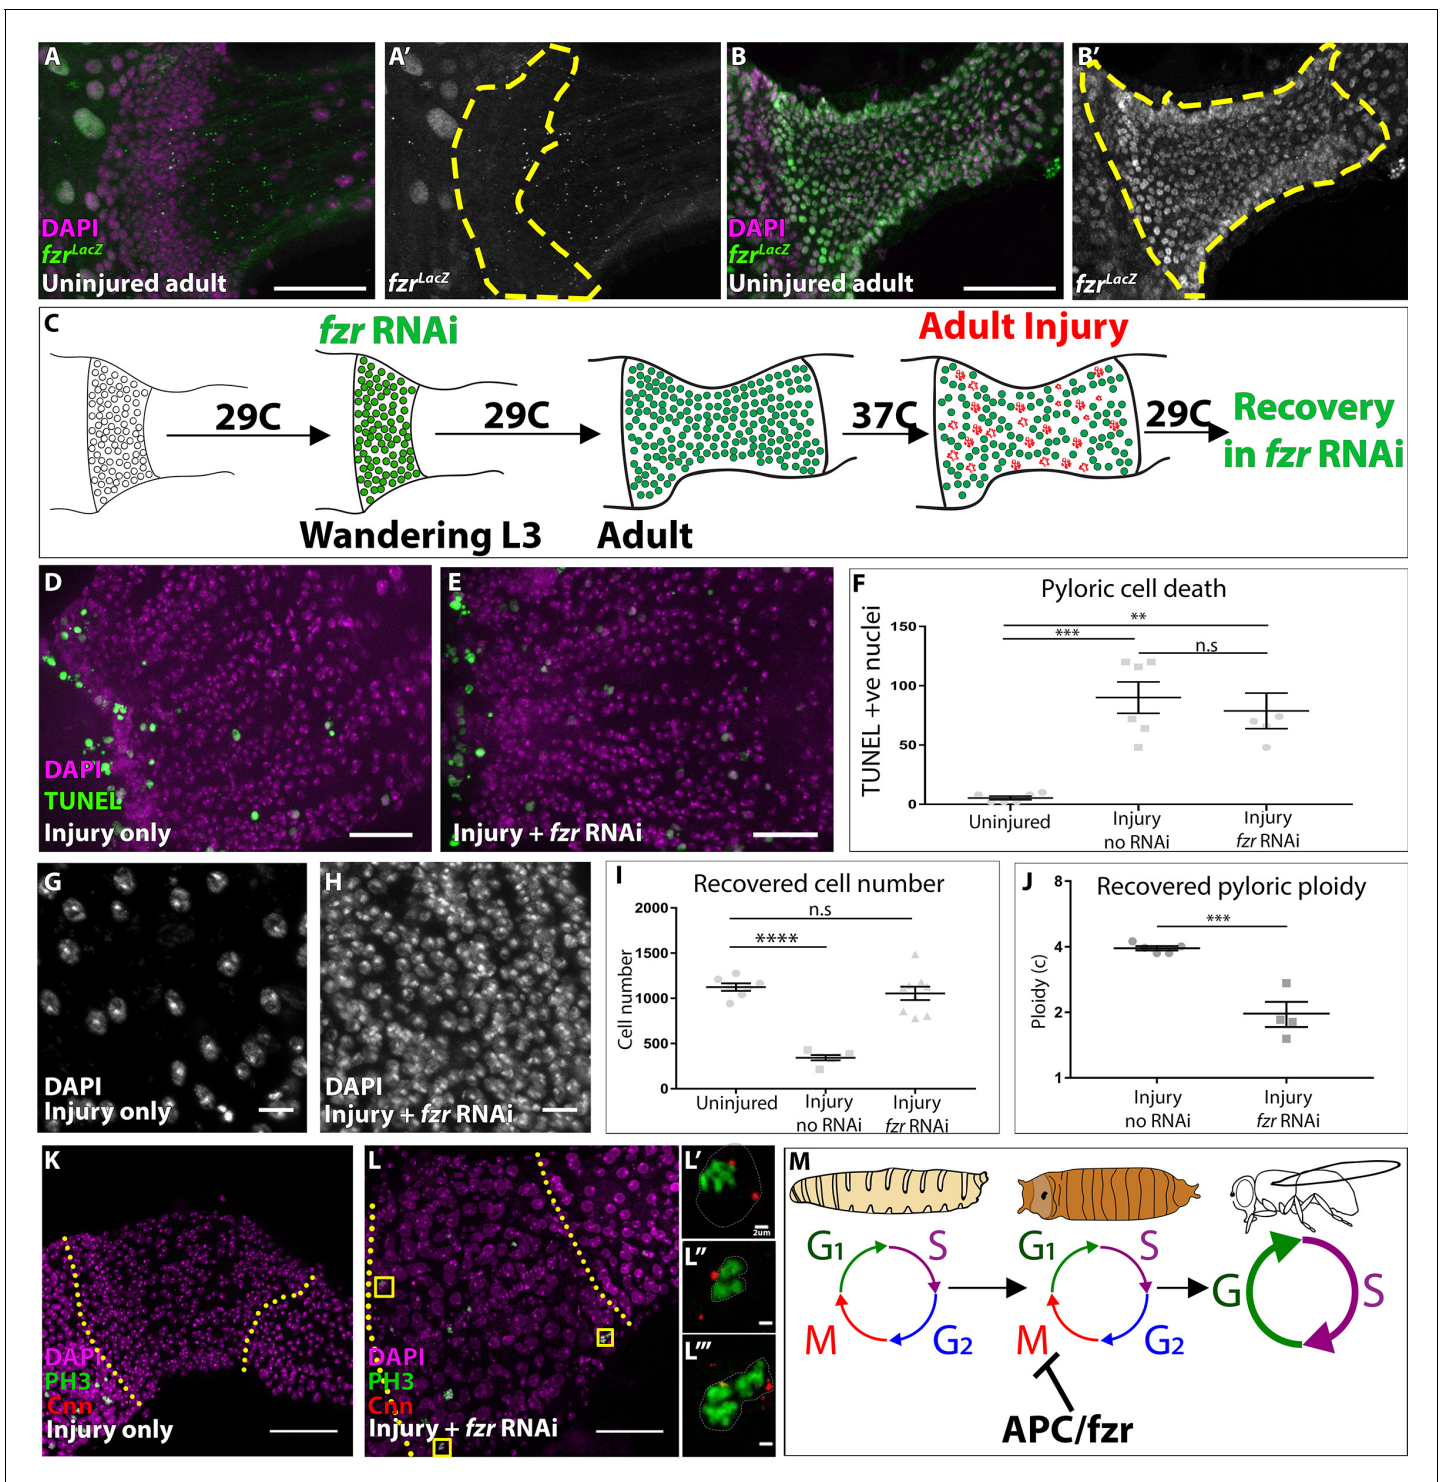 A
DAPI
fzrLacZ
Uninjured adult
A'
fzrLacZ
B
DAPI
fzrLacZ
Uninjured adult
B'
fzrLacZ
C
fzr RNAi
Adult Injury
29C
29C
37C
29C
Recovery
in fzr RNAi
Wandering L3
Adult
D
DAPI
TUNEL
Injury only
E
Injury + fzr RNAi
F
Pyloric cell death
TUNEL +ve nuclei
150
100
50
0
**
***
n.s
Uninjured
Injury
no RNAi
Injury
fzr RNAi
G
DAPI
Injury only
H
DAPI
Injury + fzr RNAi
I
Recovered cell number
Cell number
2000
1500
1000
500
0
n.s
****
Uninjured
Injury
no RNAi
Injury
fzr RNAi
J
Recovered pyloric ploidy
Ploidy (c)
8
4
2
1
***
Injury
no RNAi
Injury
fzr RNAi
K
DAPI
PH3
Cnn
Injury only
L
DAPI
PH3
Cnn
Injury + fzr RNAi
L'
2um
L''
L'''
M
G1
S
G2
M
G1
S
G2
M
G
S
APC/fzr